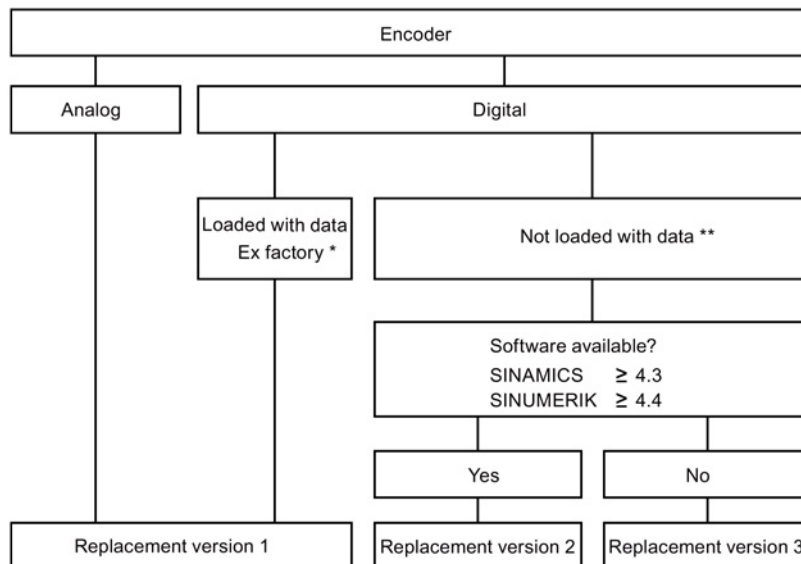 Encoder
Analog
Digital
Loaded with data
Ex factory *
Not loaded with data **
Software available?
SINAMICS ≥ 4.3
SINUMERIK ≥ 4.4
Yes
No
Replacement version 1
Replacement version 2
Replacement version 3